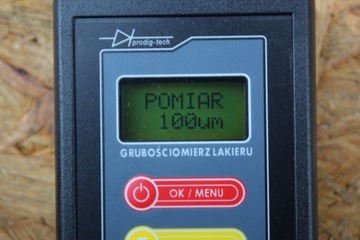 prodig-tech
POMIAR
100um
GRUBOŚCIOMIERZ LAKIERU
OK / MENU